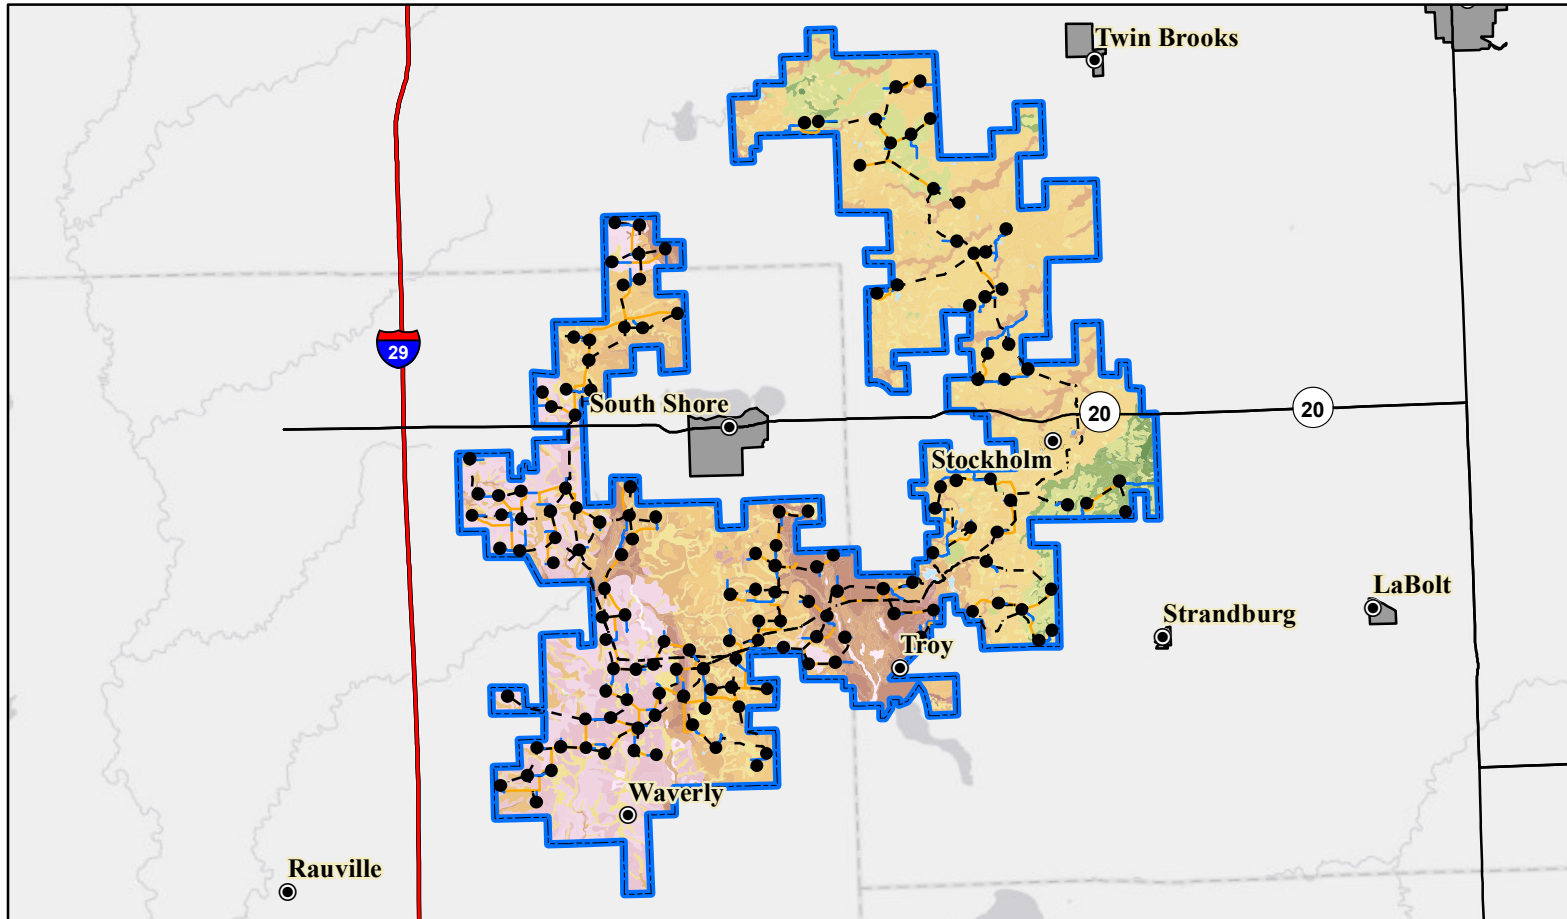 Twin Brooks
29
South Shore
20
20
Stockholm
LaBolt
Strandburg
Troy
Waverly
Rauville